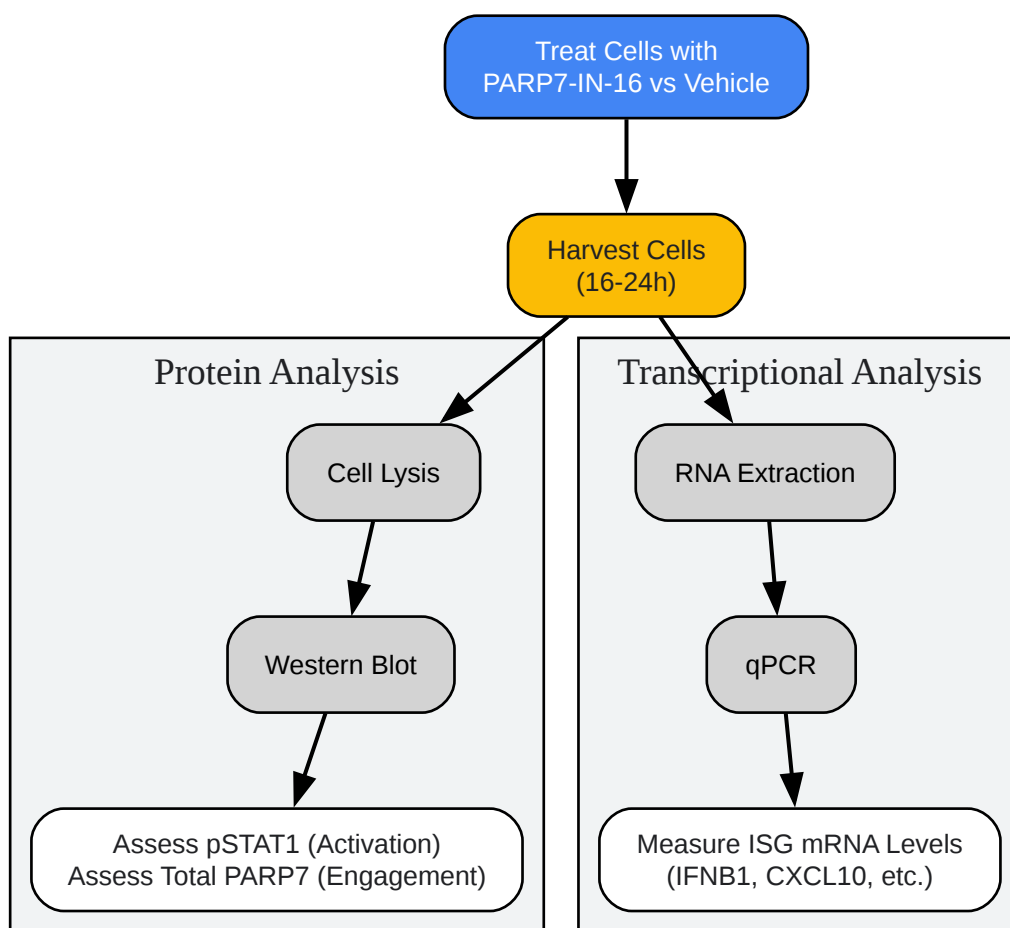 Treat Cells with
PARP7-IN-16 vs Vehicle
Harvest Cells
(16-24h)
Protein Analysis
Cell Lysis
Western Blot
Assess pSTAT1 (Activation)
Assess Total PARP7 (Engagement)
Transcriptional Analysis
RNA Extraction
qPCR
Measure ISG mRNA Levels
(IFNB1, CXCL10, etc.)